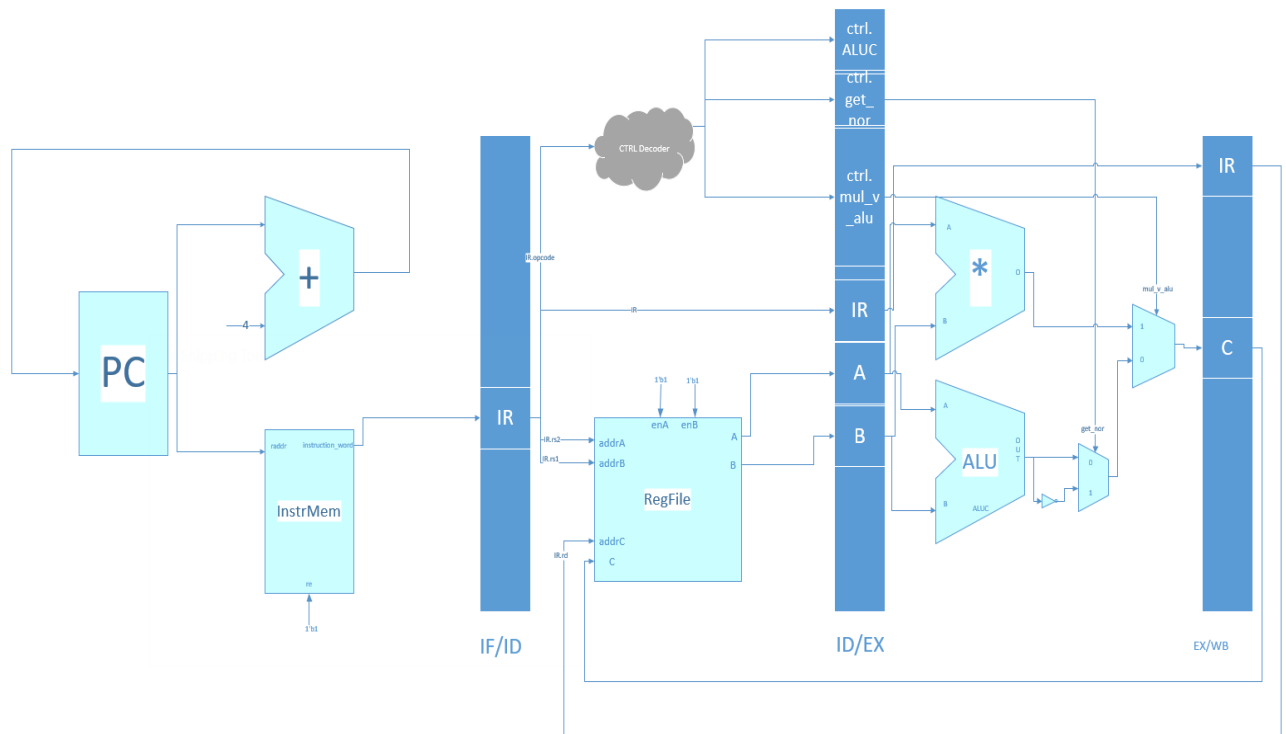 ctrl.
ALUC
ctrl.
get_
nor
CTRL Decoder
ctrl.
mul_v
_alu
IR
A
*
O
B
IR.opcode
+
4
PC
IR
IR
mul_v_alu
1
0
C
A
B
1'b1
1'b1
enA
enB
IR
raddr
instruction_word
InstrMem
re
1'b1
IR.rs2
IR.rs1
addrA
addrB
A
B
RegFile
addrC
C
IR.rd
A
O
U
T
ALU
B
ALUC
get_nor
0
1
IF/ID
ID/EX
EX/WB